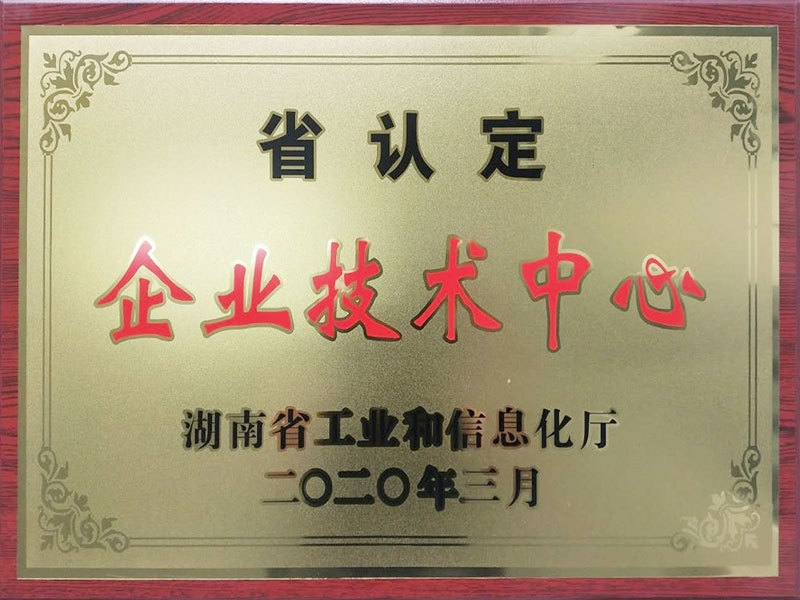 省认定
企业技术中心
湖南省工业和信息化厅
二〇二〇年三月